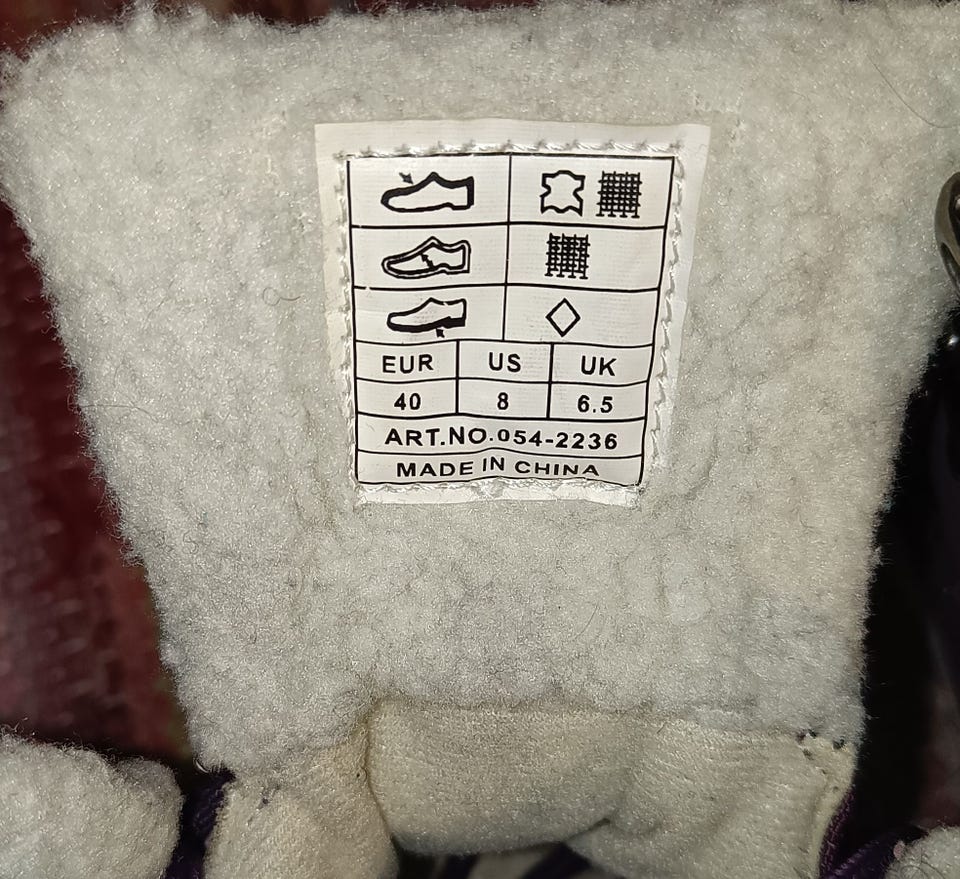 EUR US UK
40 8 6.5
ART.NO.054-2236
MADE IN CHINA